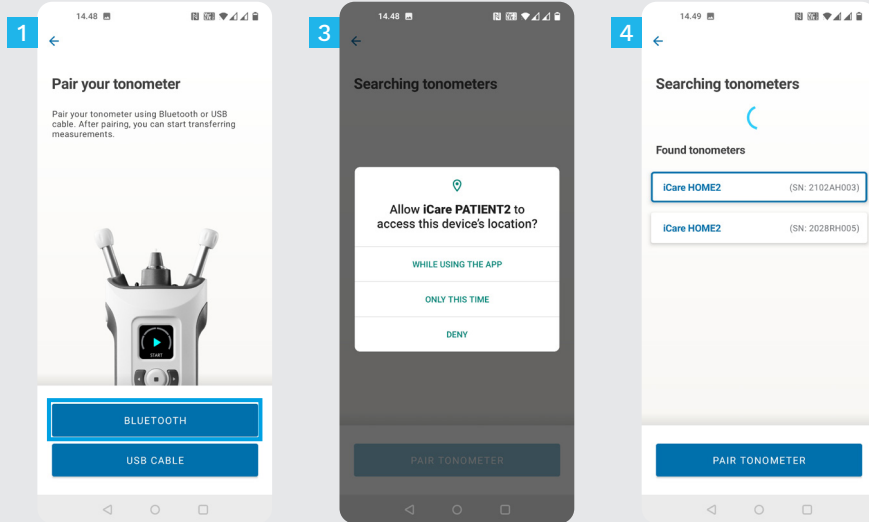 1
14.48
Pair your tonometer
Pair your tonometer using Bluetooth or USB
cable. After pairing, you can start transferring
measurements.
START
BLUETOOTH
USB CABLE
3
14.48
Searching tonometers
Allow iCare PATIENT2 to
access this device's location?
WHILE USING THE APP
ONLY THIS TIME
DENY
PAIR TONOMETER
4
14.49
Searching tonometers
Found tonometers
iCare HOME2 (SN: 2102AH003)
iCare HOME2 (SN: 2028RH005)
PAIR TONOMETER